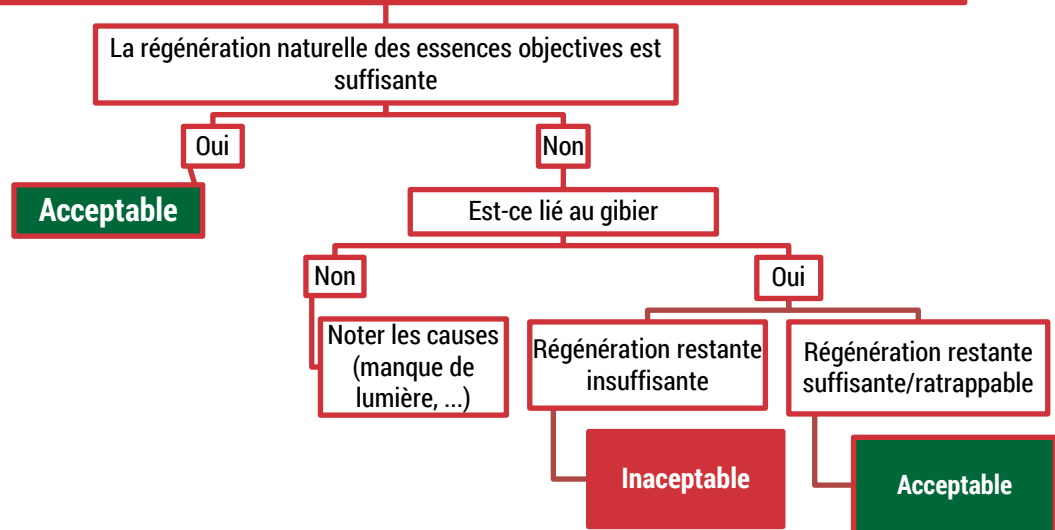 La régénération naturelle des essences objectives est
suffisante
Oui
Non
Acceptable
Est-ce lié au gibier
Non
Oui
Noter les causes
(manque de
lumière, ...)
Régénération restante
insuffisante
Régénération restante
suffisante/ratrappable
Inaceptable
Acceptable